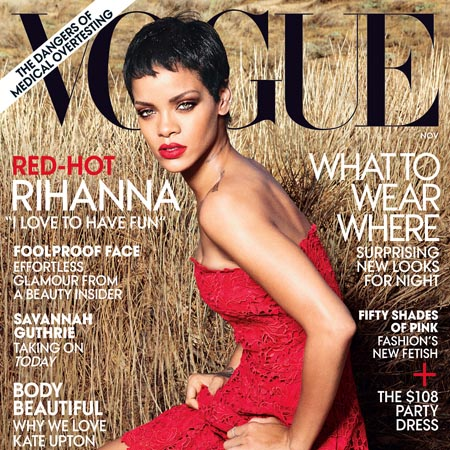 THE DANGERS OF
MEDICAL OVERTESTING
VOGUE
NOV
RED-HOT
RIHANNA
"I LOVE TO HAVE FUN"
FOOLPROOF FACE
EFFORTLESS
GLAMOUR FROM
A BEAUTY INSIDER
SAVANNAH
GUTHRIE
TAKING ON
TODAY
BODY
BEAUTIFUL
WHY WE LOVE
KATE UPTON
WHAT TO
WEAR
WHERE
SURPRISING
NEW LOOKS
FOR NIGHT
FIFTY SHADES
OF PINK
FASHION'S
NEW FETISH
+
THE $108
PARTY
DRESS